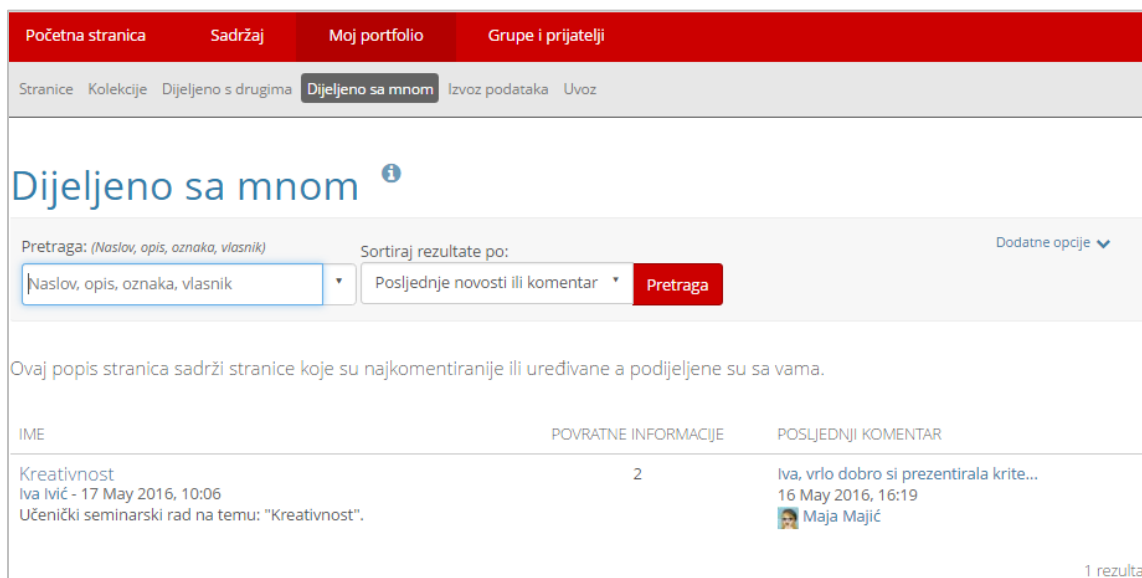 Početna stranica Sadržaj Moj portfolio Grupe i prijatelji
Stranice Kolekcije Dijeljeno s drugima Dijeljeno sa mnom Izvoz podataka Uvoz
Dijeljeno sa mnom
Pretraga: (Naslov, opis, oznaka, vlasnik) Sortiraj rezultate po: Dodatne opcije
Naslov, opis, oznaka, vlasnik Posljednje novosti ili komentar Pretraga
Ovaj popis stranica sadrži stranice koje su najkomentiranije ili uređivane a podijeljene su sa vama.
IME POVRATNE INFORMACIJE POSLJEDNJI KOMENTAR
Kreativnost 2 Iva, vrlo dobro si prezentirala krite...
Iva Ivić - 17 May 2016, 10:06 16 May 2016, 16:19
Učenički seminarski rad na temu: "Kreativnost". Maja Majić
1 rezulta